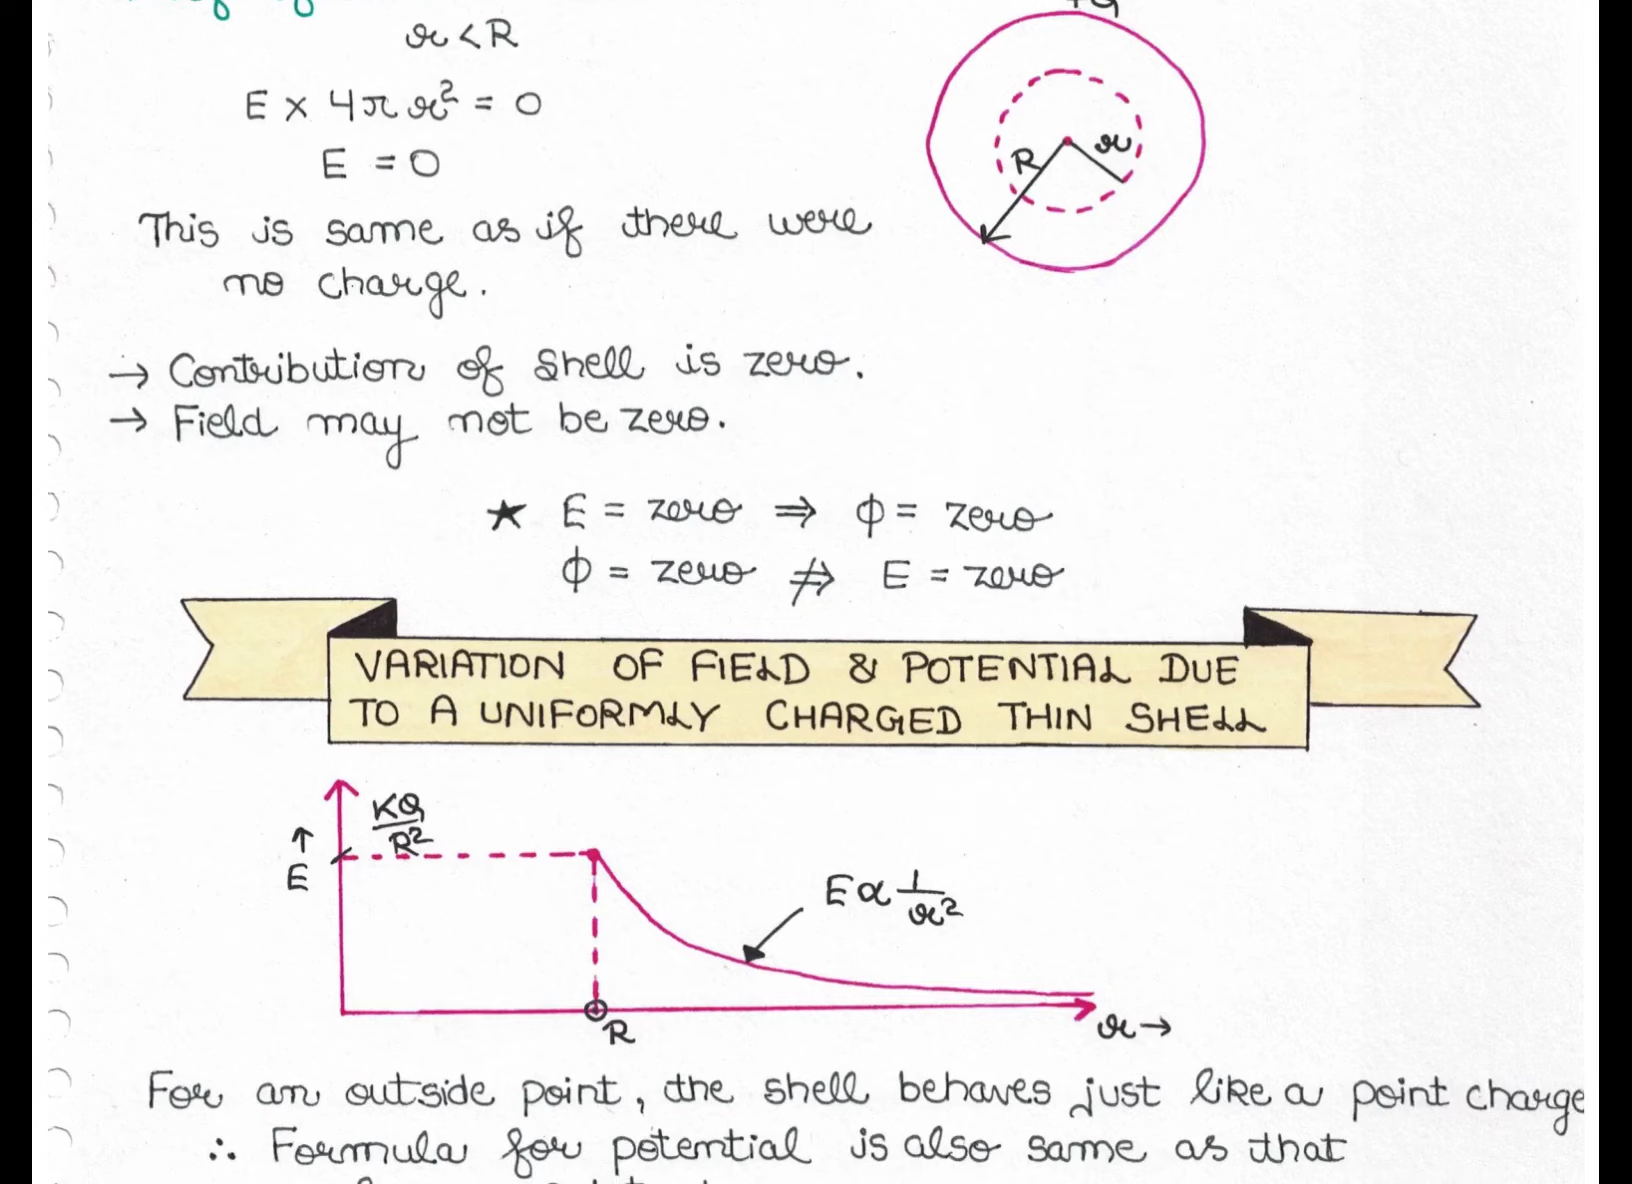 r < R
+Q
E × 4πr² = 0
E = 0
R
r
This is same as if there were
no charge.
→ Contribution of shell is zero.
→ Field may not be zero.
★ E = zero ⇒ ϕ = zero
ϕ = zero ⇏ E = zero
VARIATION OF FIELD & POTENTIAL DUE
TO A UNIFORMLY CHARGED THIN SHELL
KQ/R²
↑
E
E ∝ 1/r²
R
r →
For an outside point, the shell behaves just like a point charge
∴ Formula for potential is also same as that